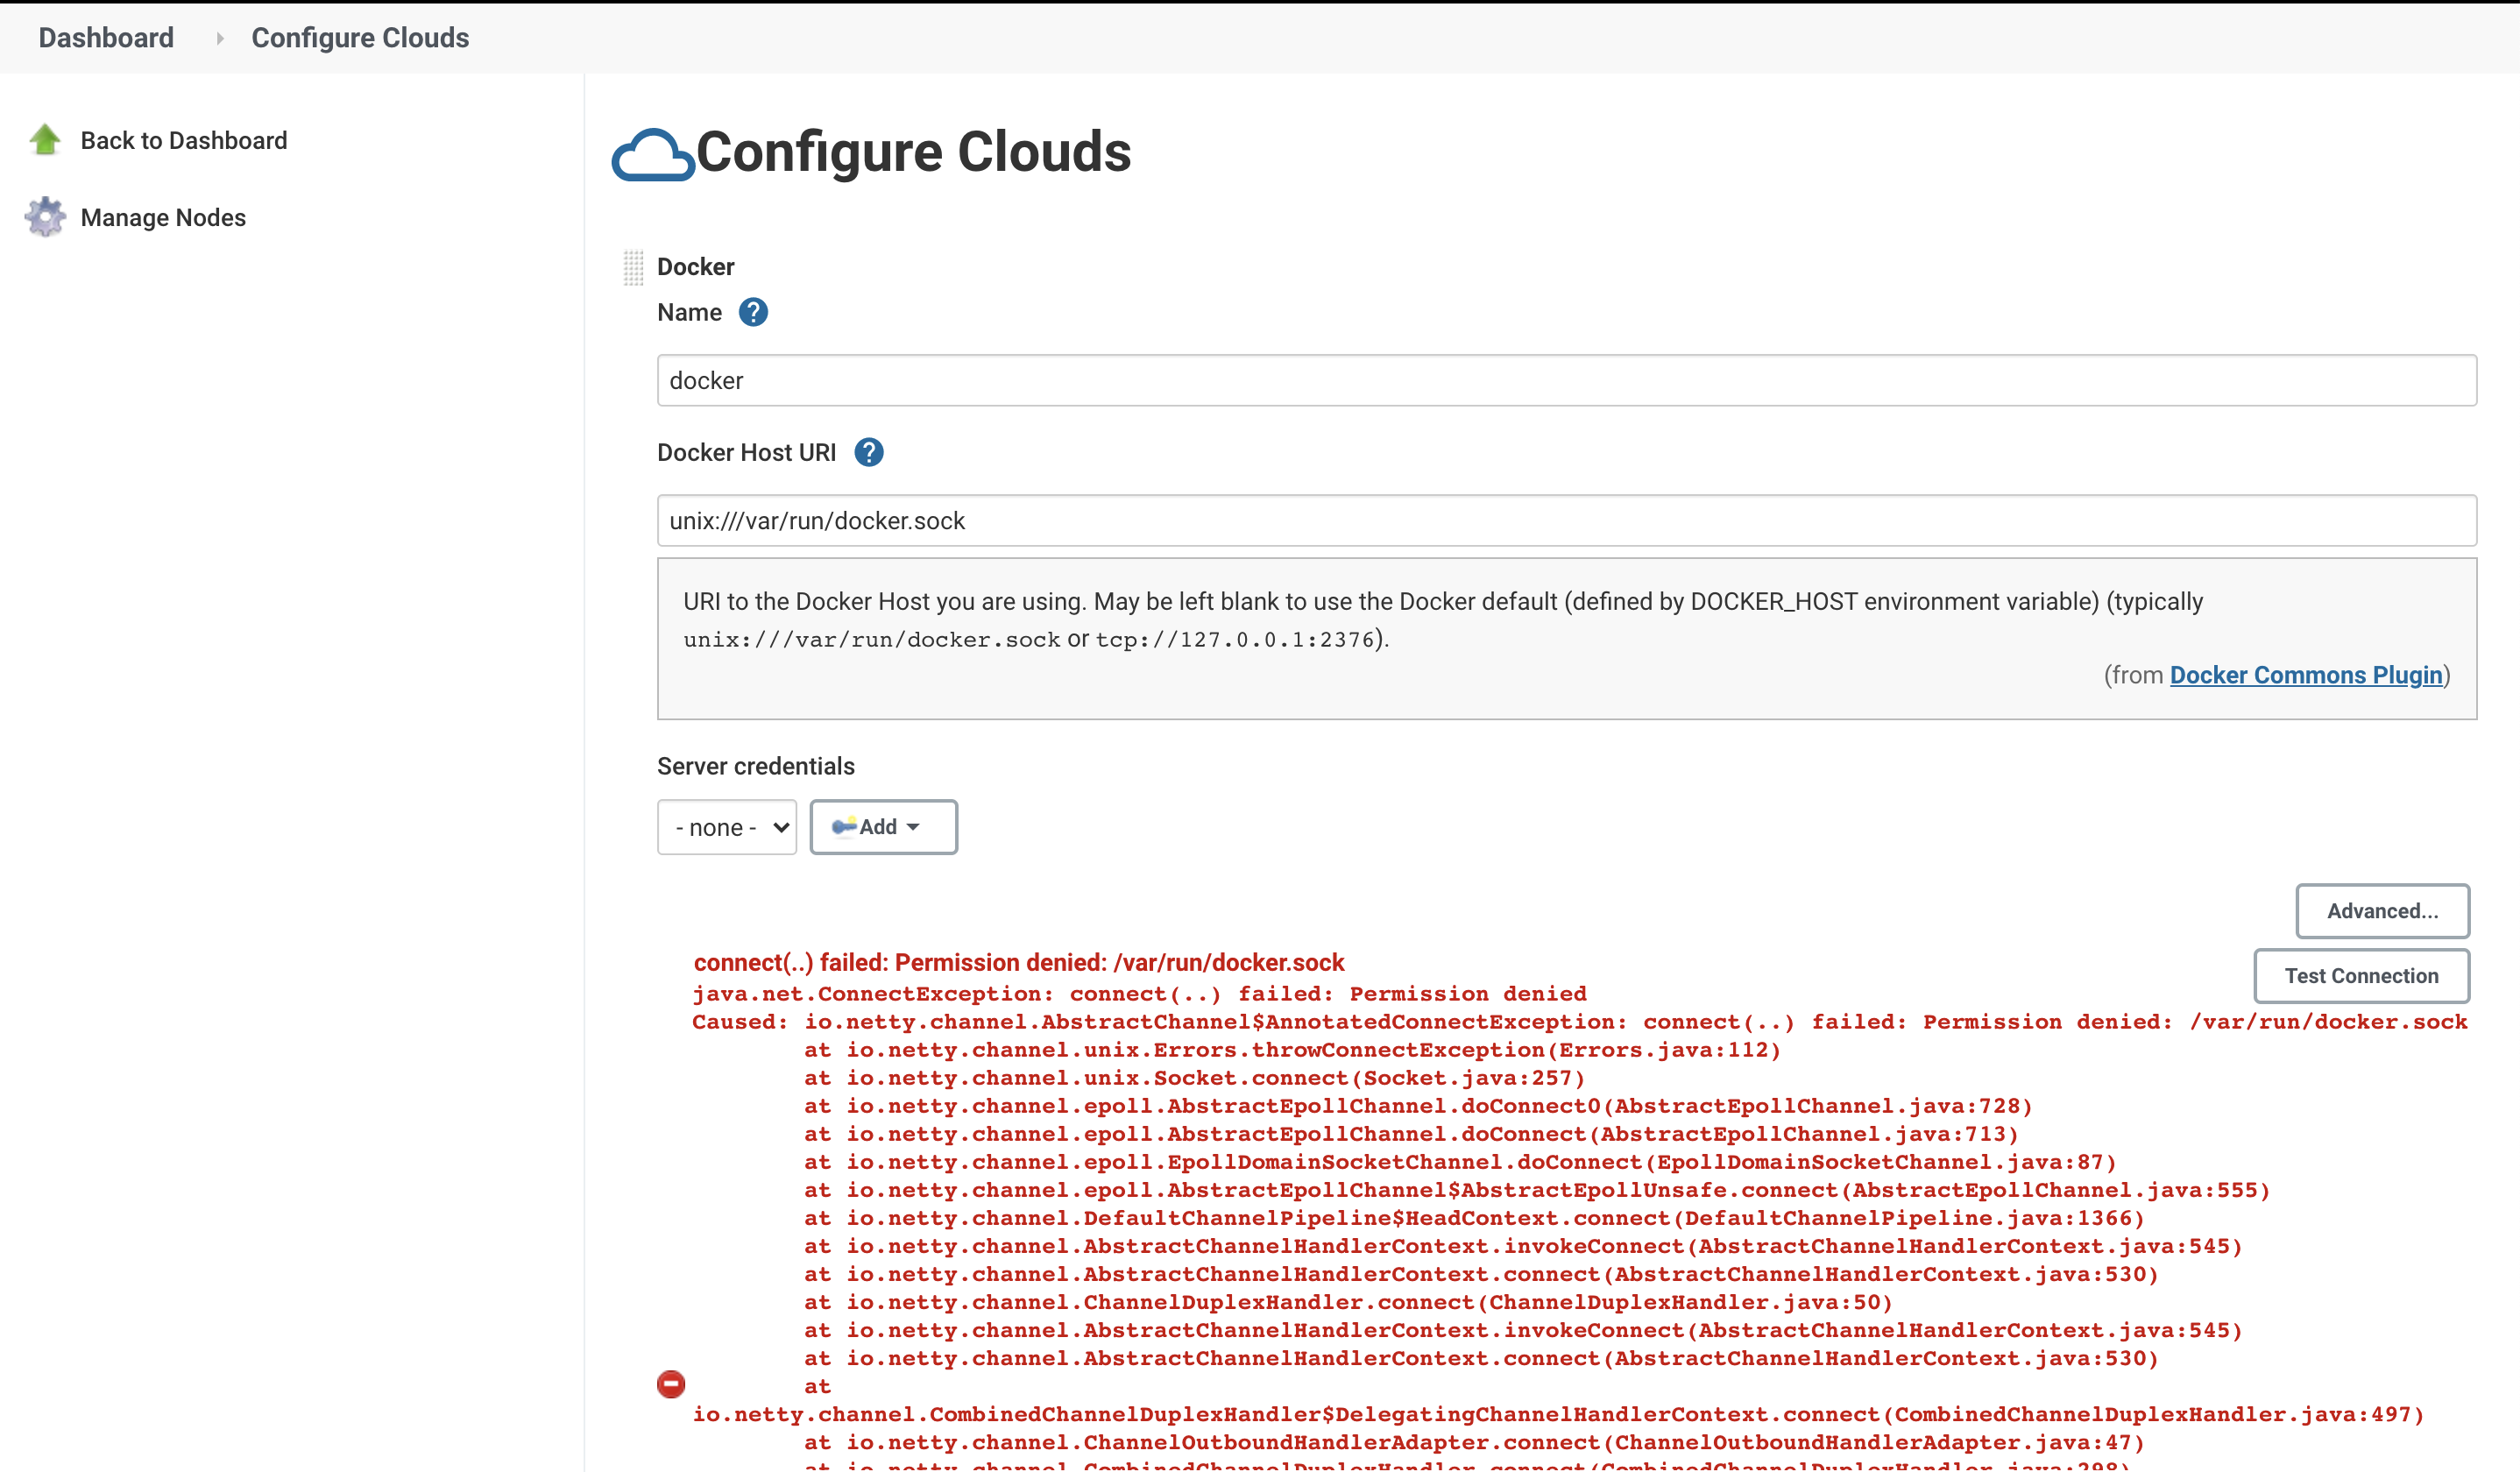 Dashboard
Configure Clouds
Back to Dashboard
Manage Nodes
Configure Clouds
Docker
Name ?
docker
Docker Host URI ?
unix:///var/run/docker.sock
URI to the Docker Host you are using. May be left blank to use the Docker default (defined by DOCKER_HOST environment variable) (typically
unix:///var/run/docker.sock or tcp://127.0.0.1:2376).
(from Docker Commons Plugin)
Server credentials
- none -
Add
Advanced...
Test Connection
connect(..) failed: Permission denied: /var/run/docker.sock
java.net.ConnectException: connect(..) failed: Permission denied
Caused: io.netty.channel.AbstractChannel$AnnotatedConnectException: connect(..) failed: Permission denied: /var/run/docker.sock
at io.netty.channel.unix.Errors.throwConnectException(Errors.java:112)
at io.netty.channel.unix.Socket.connect(Socket.java:257)
at io.netty.channel.epoll.AbstractEpollChannel.doConnect0(AbstractEpollChannel.java:728)
at io.netty.channel.epoll.AbstractEpollChannel.doConnect(AbstractEpollChannel.java:713)
at io.netty.channel.epoll.EpollDomainSocketChannel.doConnect(EpollDomainSocketChannel.java:87)
at io.netty.channel.epoll.AbstractEpollChannel$AbstractEpollUnsafe.connect(AbstractEpollChannel.java:555)
at io.netty.channel.DefaultChannelPipeline$HeadContext.connect(DefaultChannelPipeline.java:1366)
at io.netty.channel.AbstractChannelHandlerContext.invokeConnect(AbstractChannelHandlerContext.java:545)
at io.netty.channel.AbstractChannelHandlerContext.connect(AbstractChannelHandlerContext.java:530)
at io.netty.channel.ChannelDuplexHandler.connect(ChannelDuplexHandler.java:50)
at io.netty.channel.AbstractChannelHandlerContext.invokeConnect(AbstractChannelHandlerContext.java:545)
at io.netty.channel.AbstractChannelHandlerContext.connect(AbstractChannelHandlerContext.java:530)
at
io.netty.channel.CombinedChannelDuplexHandler$DelegatingChannelHandlerContext.connect(CombinedChannelDuplexHandler.java:497)
at io.netty.channel.ChannelOutboundHandlerAdapter.connect(ChannelOutboundHandlerAdapter.java:47)
at io.netty.channel.CombinedChannelDuplexHandler.connect(CombinedChannelDuplexHandler.java:298)